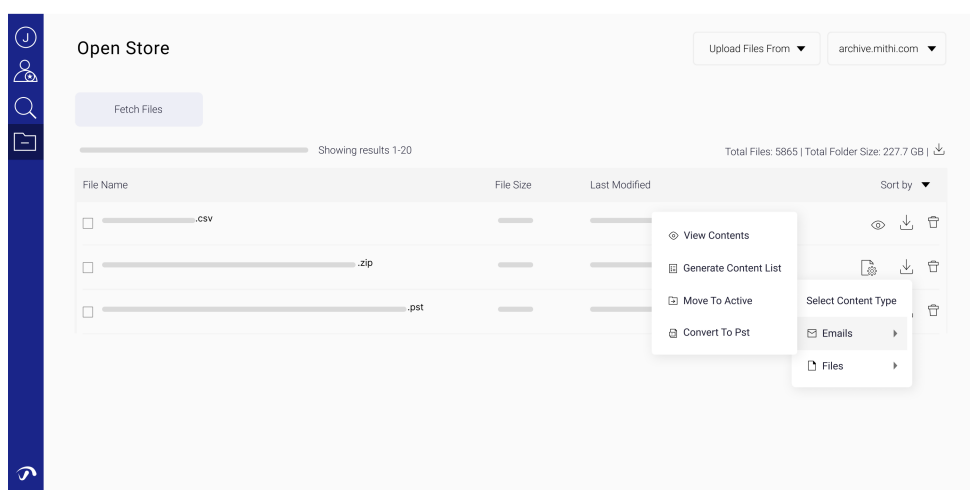 J
Open Store
Upload Files From
archive.mithi.com
Fetch Files
Showing results 1-20
Total Files: 5865 | Total Folder Size: 227.7 GB |
File Name
File Size
Last Modified
Sort by
.csv
View Contents
.zip
Generate Content List
Move To Active
Select Content Type
.pst
Convert To Pst
Emails
Files